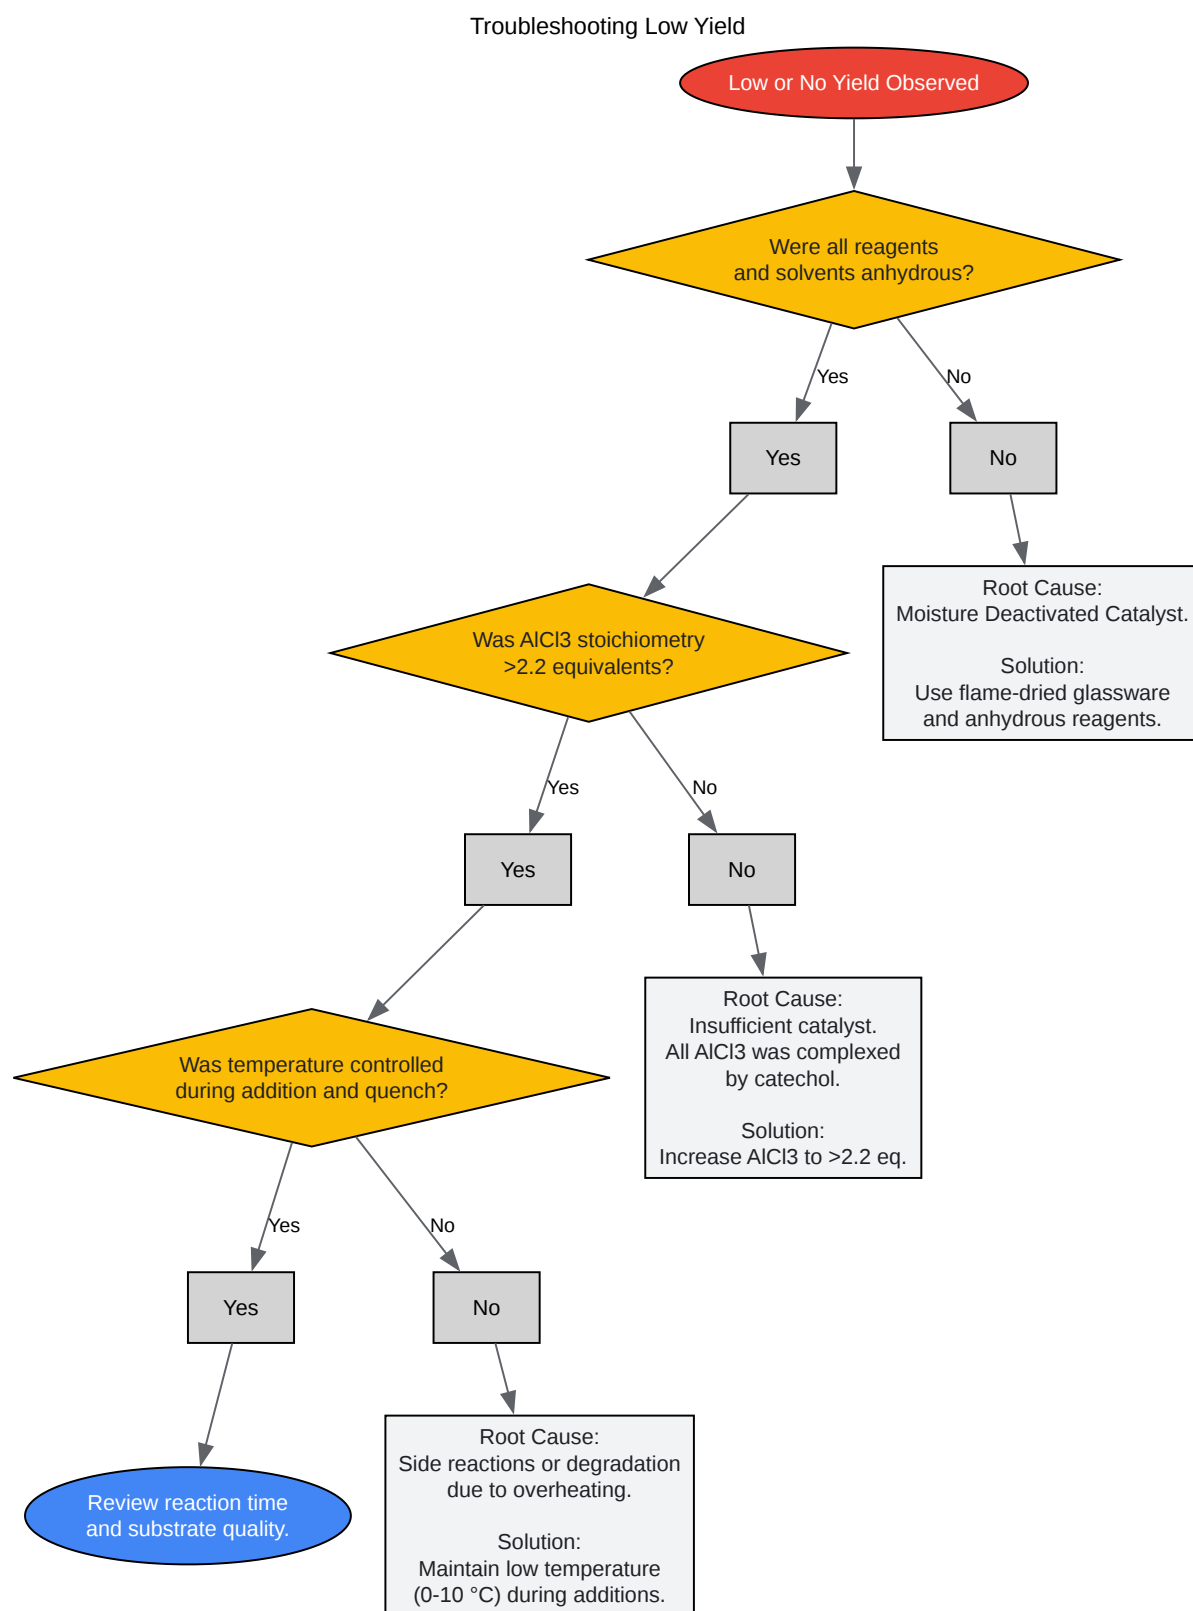 Troubleshooting Low Yield
Low or No Yield Observed
Were all reagents
and solvents anhydrous?
Yes
No
Yes
No
Root Cause:
Moisture Deactivated Catalyst.
Solution:
Use flame-dried glassware
and anhydrous reagents.
Was AlCl3 stoichiometry
>2.2 equivalents?
Yes
No
Yes
No
Root Cause:
Insufficient catalyst.
All AlCl3 was complexed
by catechol.
Solution:
Increase AlCl3 to >2.2 eq.
Was temperature controlled
during addition and quench?
Yes
No
Yes
No
Review reaction time
and substrate quality.
Root Cause:
Side reactions or degradation
due to overheating.
Solution:
Maintain low temperature
(0-10 °C) during additions.